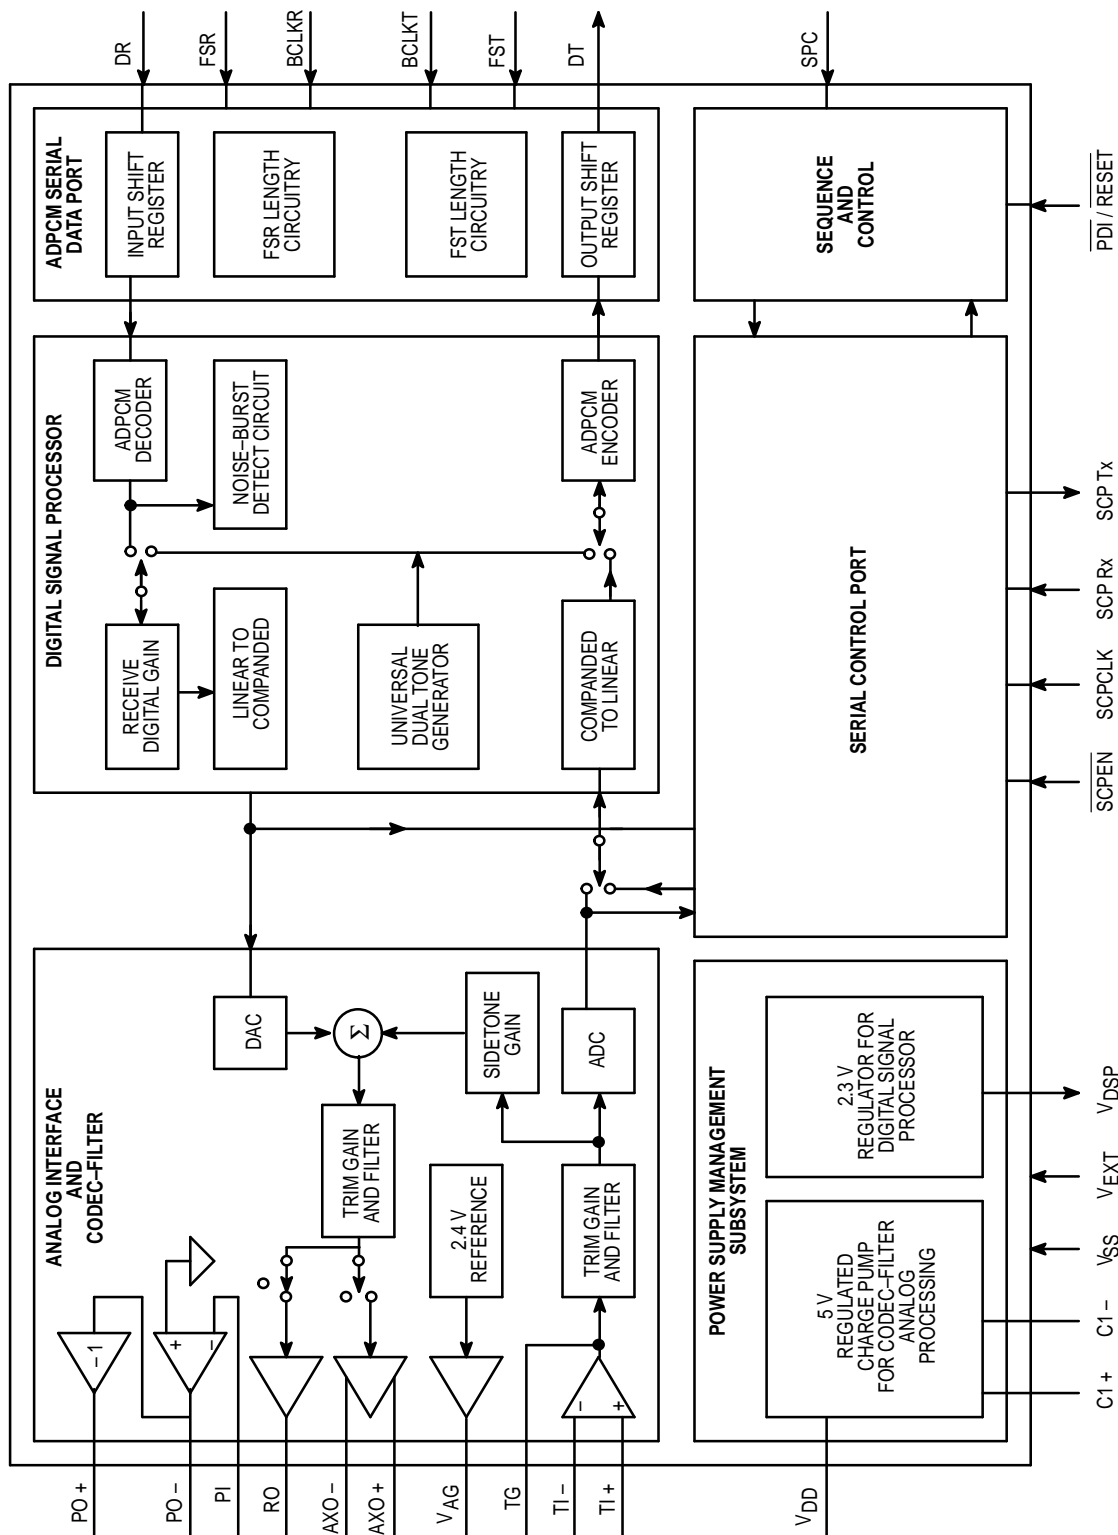 PO +
PO –
PI
RO
AXO –
AXO +
VAG
TG
TI –
TI +
VDD
ANALOG INTERFACE
AND
CODEC–FILTER
–1
+
–
DAC
Σ
TRIM GAIN
AND FILTER
2.4 V
REFERENCE
SIDETONE
GAIN
TRIM GAIN
AND FILTER
ADC
–
+
DIGITAL SIGNAL PROCESSOR
RECEIVE
DIGITAL GAIN
ADPCM
DECODER
LINEAR TO
COMPANDED
NOISE–BURST
DETECT CIRCUIT
UNIVERSAL
DUAL TONE
GENERATOR
COMPANDED
TO LINEAR
ADPCM
ENCODER
ADPCM SERIAL
DATA PORT
INPUT SHIFT
REGISTER
FSR LENGTH
CIRCUITRY
FST LENGTH
CIRCUITRY
OUTPUT SHIFT
REGISTER
DR
FSR
BCLKR
BCLKT
FST
DT
SPC
POWER SUPPLY MANAGEMENT
SUBSYSTEM
5 V
REGULATED
CHARGE PUMP
FOR CODEC–FILTER
ANALOG
PROCESSING
2.3 V
REGULATOR FOR
DIGITAL SIGNAL
PROCESSOR
SERIAL CONTROL PORT
SEQUENCE
AND
CONTROL
C1 +
C1 –
VSS
VEXT
VDSP
SCPEN
SCPCLK
SCP Rx
SCP Tx
PDI / RESET